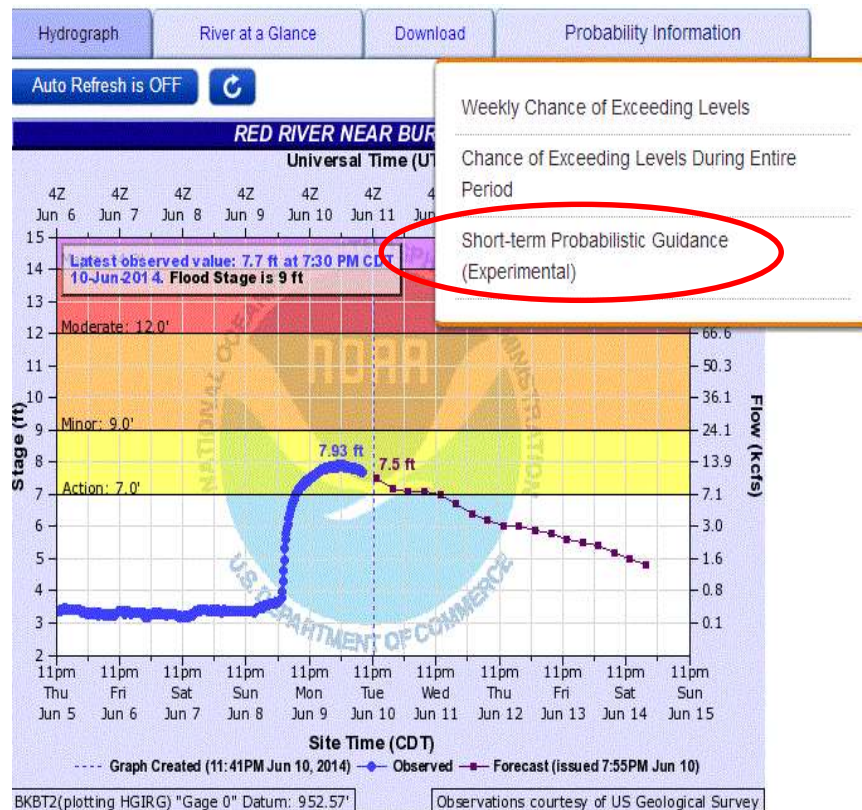 Hydrograph River at a Glance Download Probability Information
Auto Refresh is OFF
Weekly Chance of Exceeding Levels
Chance of Exceeding Levels During Entire
Period
Short-term Probabilistic Guidance
(Experimental)
RED RIVER NEAR BUR
Universal Time (UT
4Z 4Z 4Z 4Z 4Z 4Z 4
Jun 6 Jun 7 Jun 8 Jun 9 Jun 10 Jun 11 Jun
Latest observed value: 7.7 ft at 7:30 PM CDT
10-Jun-2014. Flood Stage is 9 ft
Moderate: 12.0'
Minor: 9.0'
Action: 7.0'
7.93 ft
7.5 ft
NATIONAL OCEANIC
MINISTRATION
NOAA
U.S. DEPARTMENT OF COMMERCE
Stage (ft)
15
14
13
12
11
10
9
8
7
6
5
4
3
2
66.6
50.3
36.1
24.1
13.9
7.1
3.0
1.6
0.8
0.1
Flow (kcfs)
11pm 11pm 11pm 11pm 11pm 11pm 11pm 11pm 11pm 11pm 11pm
Thu Fri Sat Sun Mon Tue Wed Thu Fri Sat Sun
Jun 5 Jun 6 Jun 7 Jun 8 Jun 9 Jun 10 Jun 11 Jun 12 Jun 13 Jun 14 Jun 15
Site Time (CDT)
Graph Created (11:41PM Jun 10, 2014) Observed Forecast (issued 7:55PM Jun 10)
BKBT2(plotting HGIRG) "Gage 0" Datum: 952.57' Observations courtesy of US Geological Survey